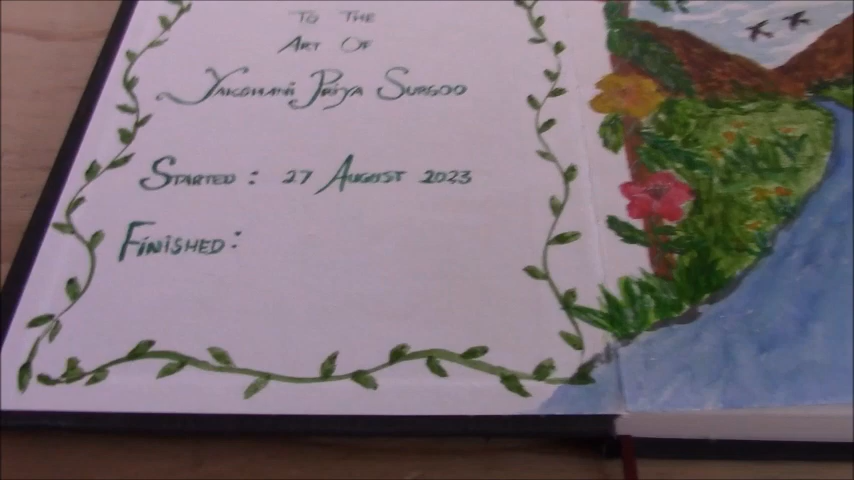 To The
Art Of
Yakshani Priya Surgoo
Started : 27 August 2023
Finished :